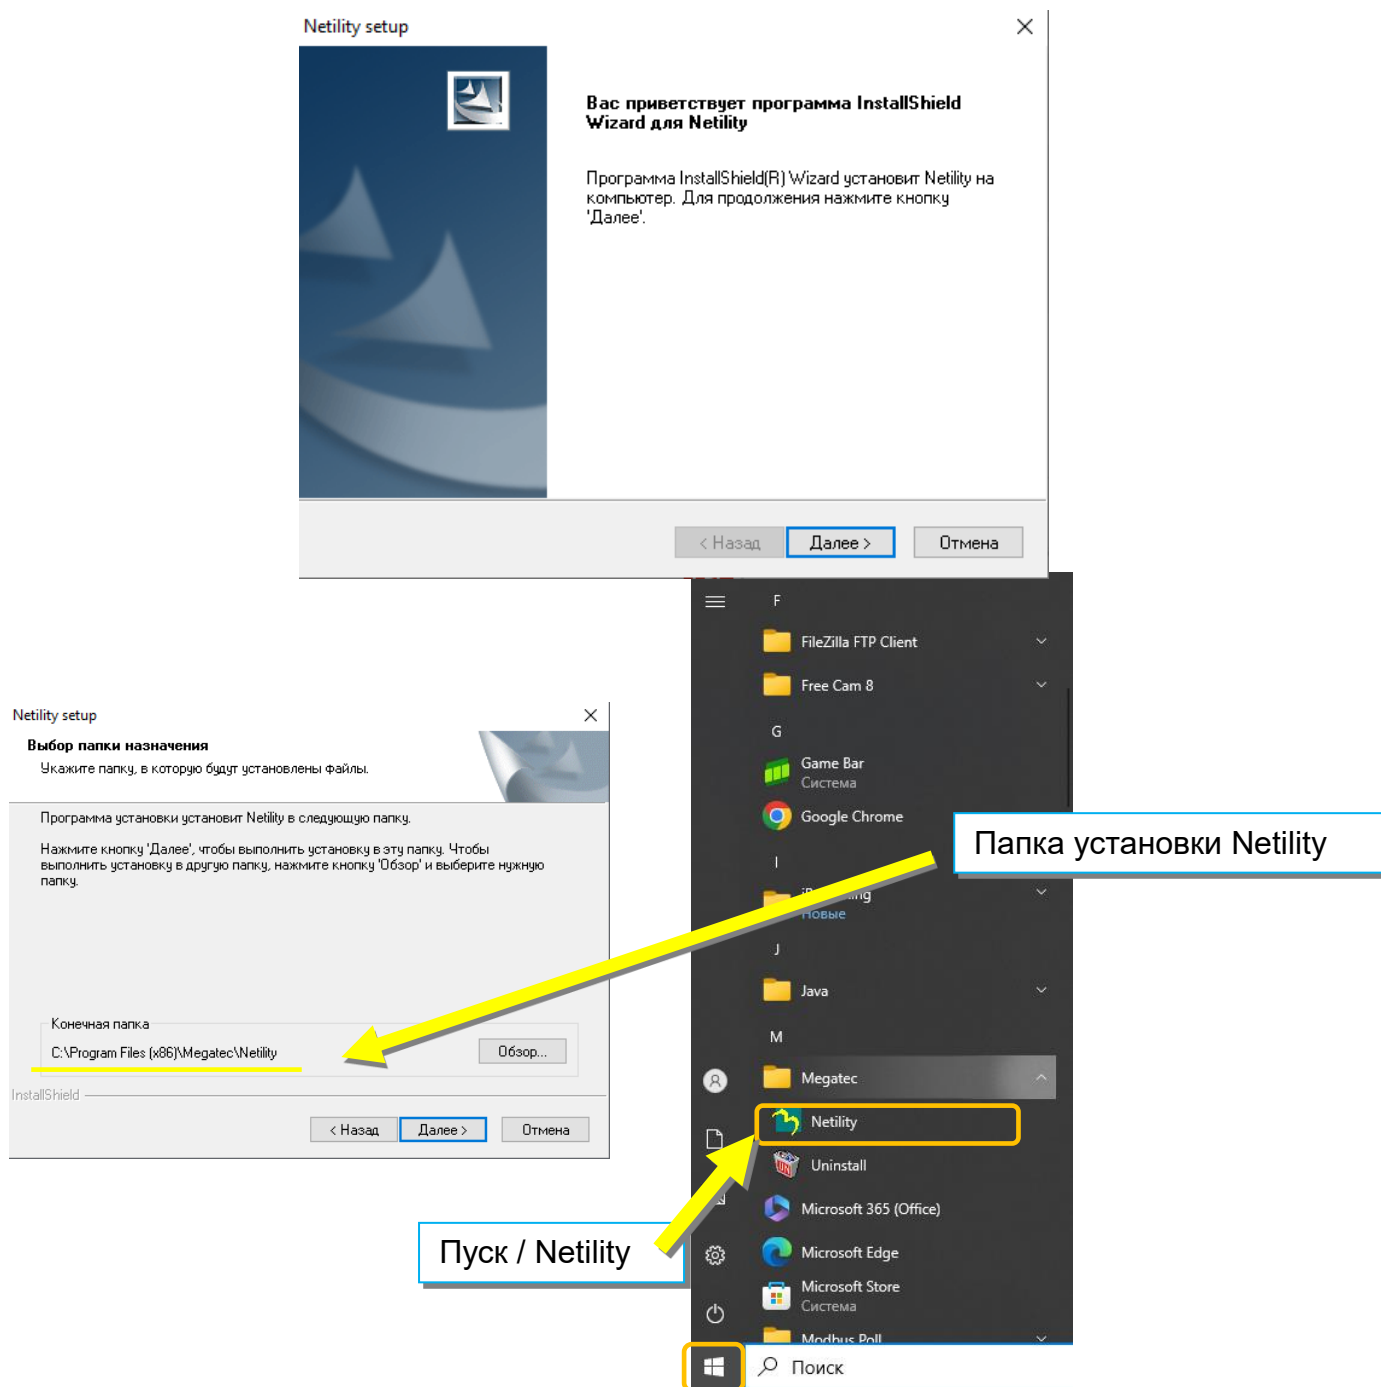 Netility setup
Вас приветствует программа InstallShield
Wizard для Netility
Программа InstallShield(R) Wizard установит Netility на
компьютер. Для продолжения нажмите кнопку
'Далее'.
< Назад
Далее >
Отмена
Netility setup
Выбор папки назначения
Укажите папку, в которую будут установлены файлы.
Программа установки установит Netility в следующую папку.
Нажмите кнопку 'Далее', чтобы выполнить установку в эту папку. Чтобы
выполнить установку в другую папку, нажмите кнопку 'Обзор' и выберите нужную
папку.
Конечная папка
C:\Program Files (x86)\Megatec\Netility
Обзор...
InstallShield
< Назад
Далее >
Отмена
F
FileZilla FTP Client
Free Cam 8
G
Game Bar
Система
Google Chrome
Папка установки Netility
I
Новые
J
Java
M
Megatec
Netility
Uninstall
Microsoft 365 (Office)
Пуск / Netility
Microsoft Edge
Microsoft Store
Система
Modbus Poll
Поиск